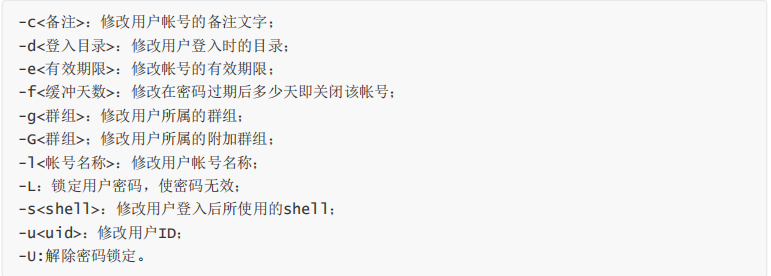 -c<备注>：修改用户帐号的备注文字；
-d<登入目录>：修改用户登入时的目录；
-e<有效期限>：修改帐号的有效期限；
-f<缓冲天数>：修改在密码过期后多少天即关闭该帐号；
-g<群组>：修改用户所属的群组；
-G<群组>；修改用户所属的附加群组；
-l<帐号名称>：修改用户帐号名称；
-L：锁定用户密码，使密码无效；
-s<shell>：修改用户登入后所使用的shell；
-u<uid>：修改用户ID；
-U:解除密码锁定。